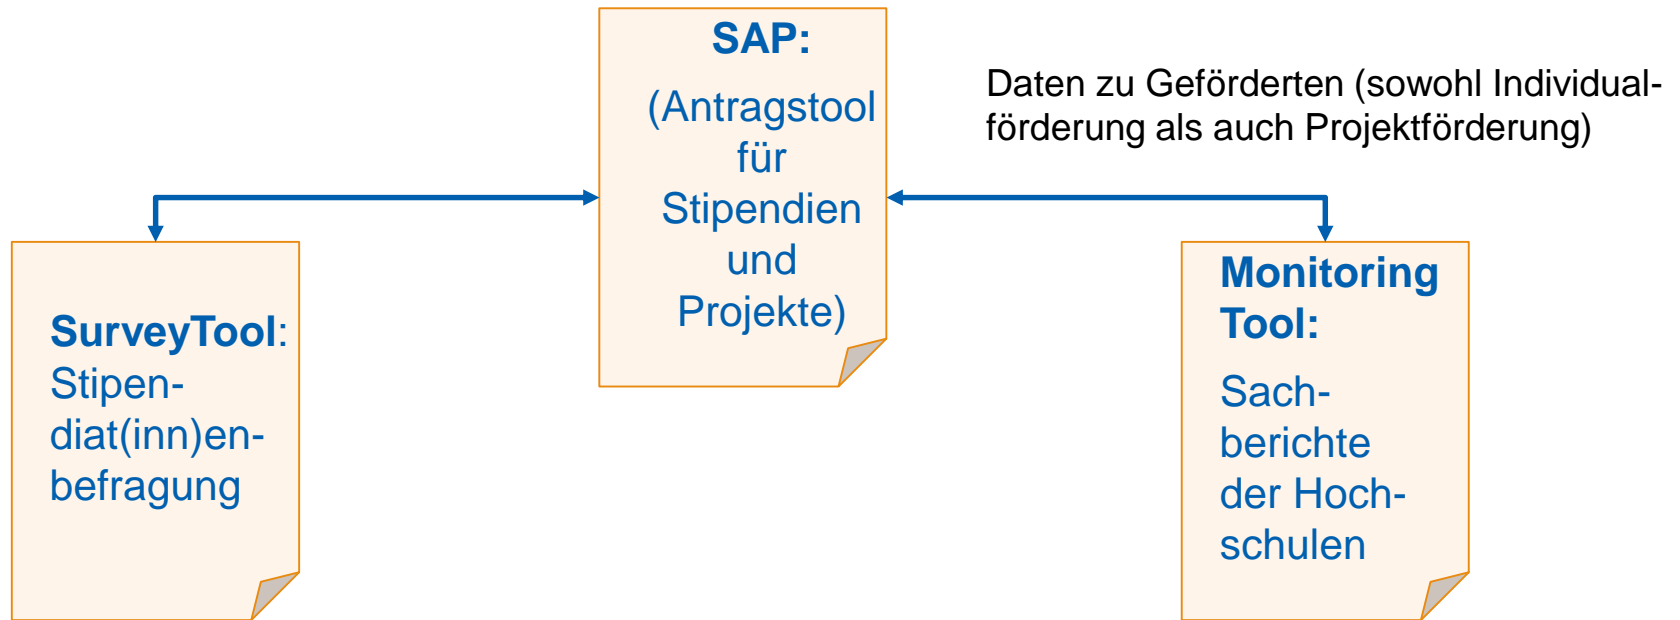 SAP:
(Antragstool
für
Stipendien
und
Projekte)
Daten zu Geförderten (sowohl Individual-
förderung als auch Projektförderung)
SurveyTool:
Stipen-
diat(inn)en-
befragung
Monitoring
Tool:
Sach-
berichte
der Hoch-
schulen